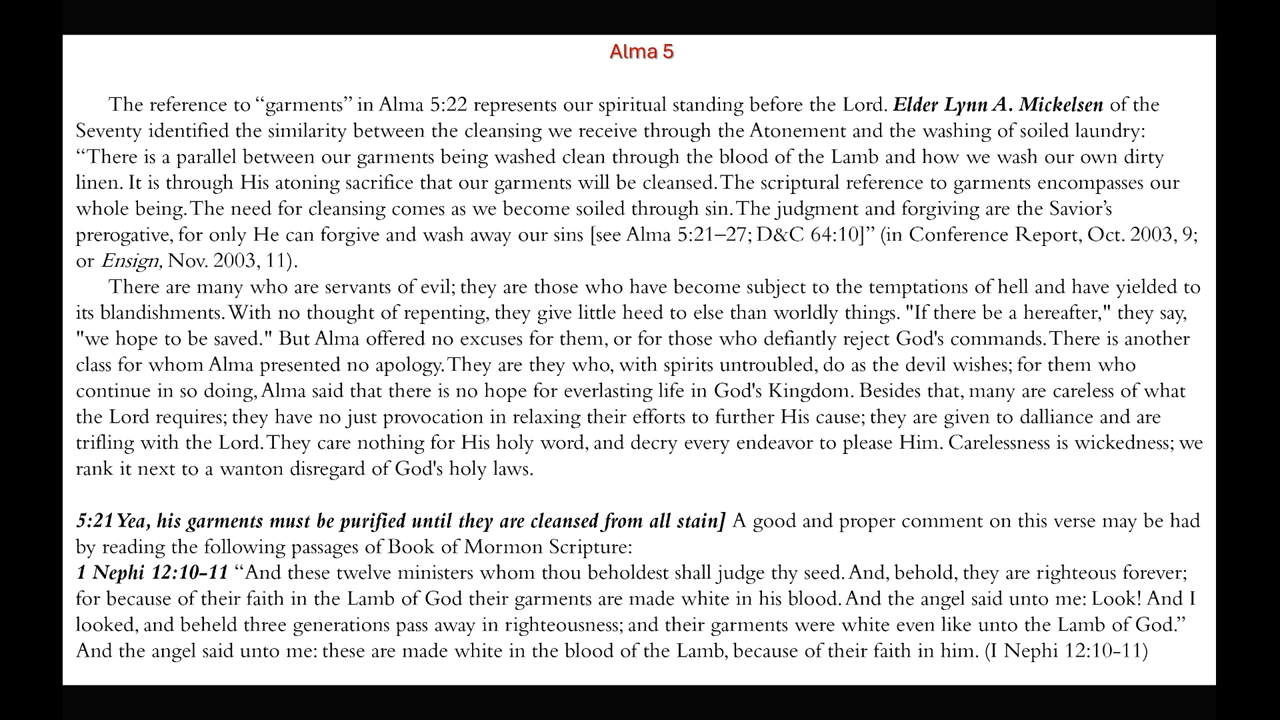 Alma 5
The reference to “garments” in Alma 5:22 represents our spiritual standing before the Lord. Elder Lynn A. Mickelsen of the
Seventy identified the similarity between the cleansing we receive through the Atonement and the washing of soiled laundry:
“There is a parallel between our garments being washed clean through the blood of the Lamb and how we wash our own dirty
linen. It is through His atoning sacrifice that our garments will be cleansed. The scriptural reference to garments encompasses our
whole being. The need for cleansing comes as we become soiled through sin. The judgment and forgiving are the Savior’s
prerogative, for only He can forgive and wash away our sins [see Alma 5:21–27; D&C 64:10]” (in Conference Report, Oct. 2003, 9;
or Ensign, Nov. 2003, 11).
There are many who are servants of evil; they are those who have become subject to the temptations of hell and have yielded to
its blandishments. With no thought of repenting, they give little heed to else than worldly things. "If there be a hereafter," they say,
"we hope to be saved." But Alma offered no excuses for them, or for those who defiantly reject God's commands. There is another
class for whom Alma presented no apology. They are they who, with spirits untroubled, do as the devil wishes; for them who
continue in so doing, Alma said that there is no hope for everlasting life in God's Kingdom. Besides that, many are careless of what
the Lord requires; they have no just provocation in relaxing their efforts to further His cause; they are given to dalliance and are
trifling with the Lord. They care nothing for His holy word, and decry every endeavor to please Him. Carelessness is wickedness; we
rank it next to a wanton disregard of God's holy laws.
5:21 Yea, his garments must be purified until they are cleansed from all stain] A good and proper comment on this verse may be had
by reading the following passages of Book of Mormon Scripture:
1 Nephi 12:10-11 “And these twelve ministers whom thou beholdest shall judge thy seed. And, behold, they are righteous forever;
for because of their faith in the Lamb of God their garments are made white in his blood. And the angel said unto me: Look! And I
looked, and beheld three generations pass away in righteousness; and their garments were white even like unto the Lamb of God.”
And the angel said unto me: these are made white in the blood of the Lamb, because of their faith in him. (I Nephi 12:10-11)